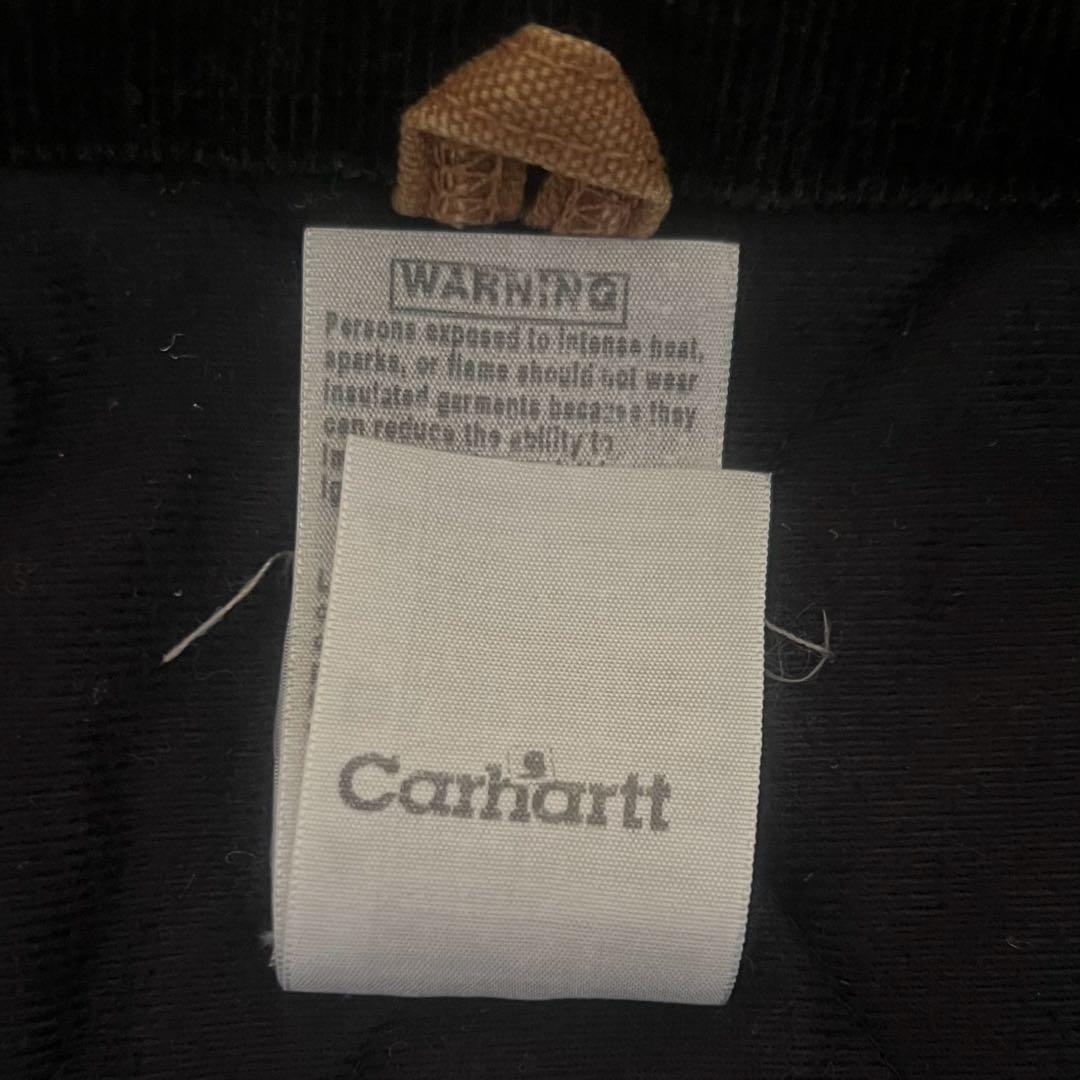 WARNING
Persons exposed to intense heat,
sparks, or flame should not wear
insulated garments because they
can reduce the ability to
Carhartt